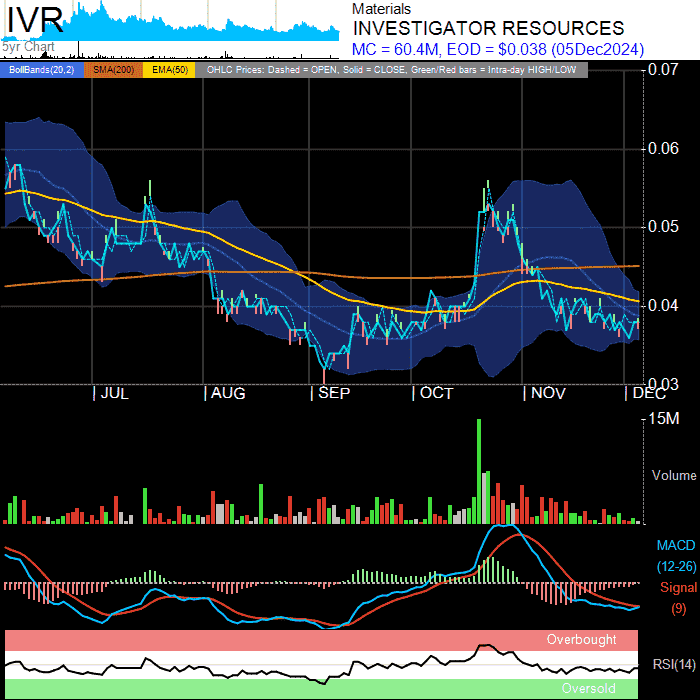 IVR
5yr Chart
Materials
INVESTIGATOR RESOURCES
MC = 60.4M, EOD = $0.038 (05Dec2024)
BollBands(20,2) SMA(200) EMA(50) OHLC Prices: Dashed = OPEN, Solid = CLOSE, Green/Red bars = Intra-day HIGH/LOW
0.07
0.06
0.05
0.04
0.03
JUL AUG SEP OCT NOV DEC
15M
Volume
MACD
(12-26)
Signal
(9)
Overbought
RSI(14)
Oversold